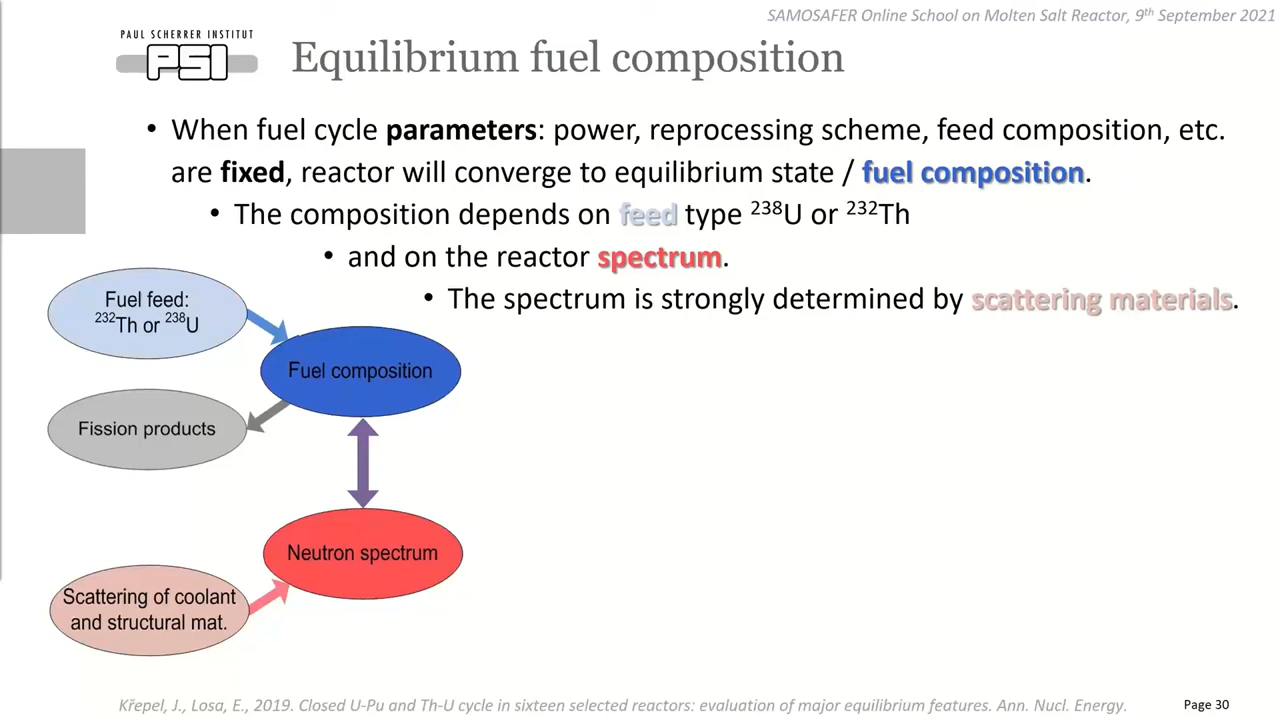 SAMOSAFER Online School on Molten Salt Reactor, 9th September 2021
PAUL SCHERRER INSTITUT
PSI
Equilibrium fuel composition
• When fuel cycle parameters: power, reprocessing scheme, feed composition, etc.
are fixed, reactor will converge to equilibrium state / fuel composition.
• The composition depends on feed type 238U or 232Th
• and on the reactor spectrum.
• The spectrum is strongly determined by scattering materials.
Fuel feed:
232Th or 238U
Fuel composition
Fission products
Neutron spectrum
Scattering of coolant
and structural mat.
Křepel, J., Losa, E., 2019. Closed U-Pu and Th-U cycle in sixteen selected reactors: evaluation of major equilibrium features. Ann. Nucl. Energy.
Page 30